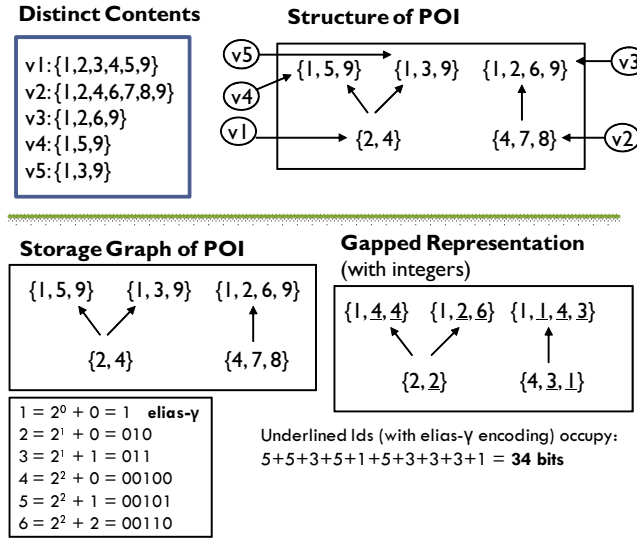 Distinct Contents
v1:{1,2,3,4,5,9}
v2:{1,2,4,6,7,8,9}
v3:{1,2,6,9}
v4:{1,5,9}
v5:{1,3,9}
Structure of POI
v5
{1, 5, 9} {1, 3, 9} {1, 2, 6, 9} v3
v4
v1 {2, 4} {4, 7, 8} v2
Storage Graph of POI
{1, 5, 9} {1, 3, 9} {1, 2, 6, 9}
{2, 4} {4, 7, 8}
Gapped Representation
(with integers)
{1, 4, 4} {1, 2, 6} {1, 1, 4, 3}
{2, 2} {4, 3, 1}
1 = 2⁰ + 0 = 1 elias-γ
2 = 2¹ + 0 = 010
3 = 2¹ + 1 = 011
4 = 2² + 0 = 00100
5 = 2² + 1 = 00101
6 = 2² + 2 = 00110
Underlined Ids (with elias-γ encoding) occupy:
5+5+3+5+1+5+3+3+3+1 = 34 bits